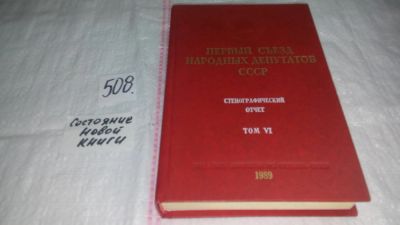 508.
Состояние
новой
книги
ПЕРВЫЙ СЪЕЗД
НАРОДНЫХ ДЕПУТАТОВ
СССР
СТЕНОГРАФИЧЕСКИЙ
ОТЧЕТ
ТОМ VI
1989